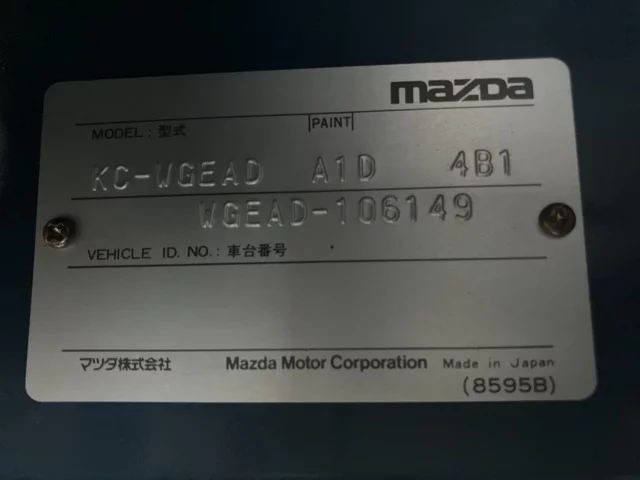 mazda
MODEL : 型式 |PAINT|
KC-WGEAD A1D 4B1
WGEAD-106149
VEHICLE ID. NO. : 車台番号
マツダ株式会社 Mazda Motor Corporation Made in Japan
(8595B)